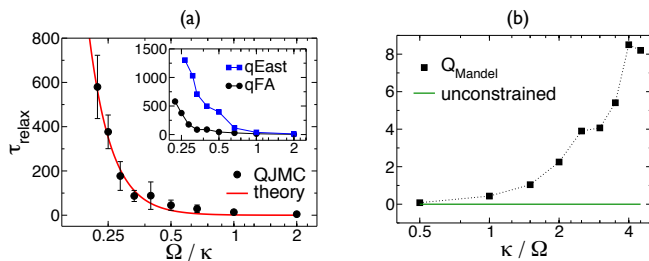 (a)
800
600
400
200
0
τrelax
0.25
0.5
1
2
Ω / κ
QJMC
theory
1500
1000
500
0
0.25
0.5
1
2
qEast
qFA
(b)
8
6
4
2
0
0.5
1
2
4
κ / Ω
QMandel
unconstrained